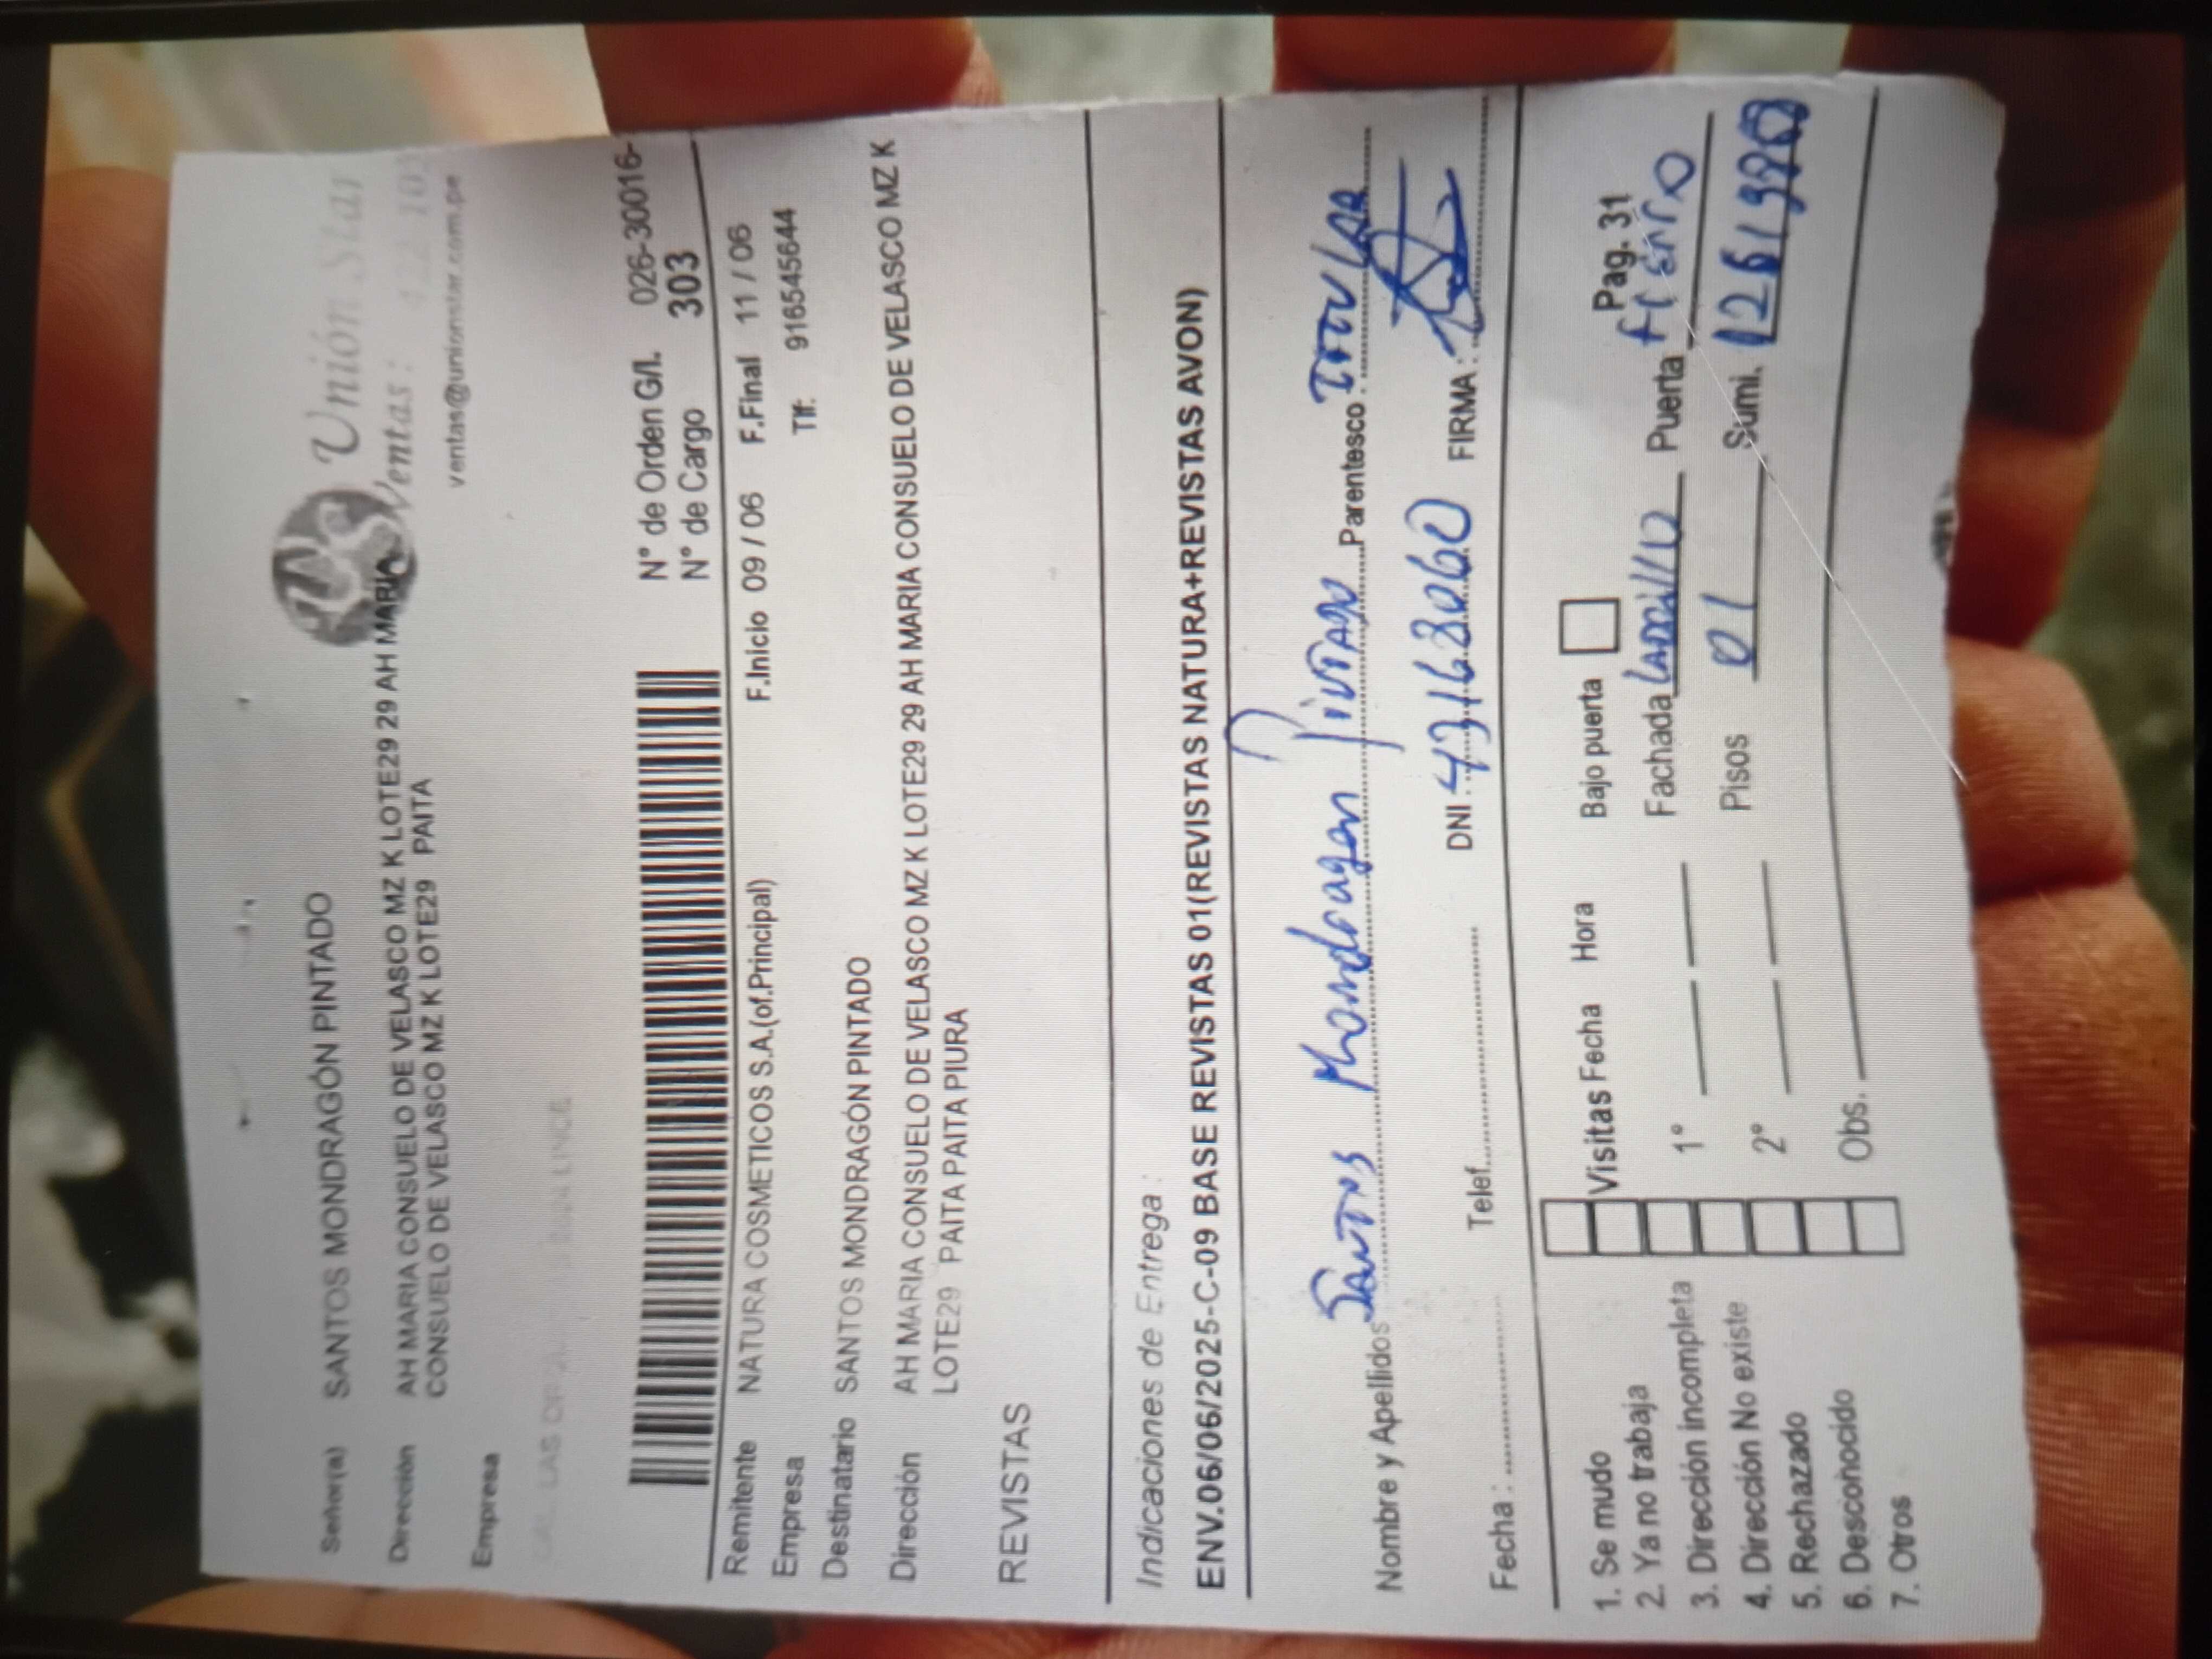 Unión Star
Ventas:
ventas@unionstar.com.pe
Señor(a) SANTOS MONDRAGÓN PINTADO
Dirección AH MARIA CONSUELO DE VELASCO MZ K LOTE29 29 AH MARIA
CONSUELO DE VELASCO MZ K LOTE29 PAITA
Empresa
N° de Orden G/I. 026-30016-
N° de Cargo 303
Remitente NATURA COSMETICOS S.A.(of.Principal) F.Inicio 09 / 06 F.Final 11 / 06
Empresa Tlf: 916545644
Destinatario SANTOS MONDRAGÓN PINTADO
Dirección AH MARIA CONSUELO DE VELASCO MZ K LOTE29 29 AH MARIA CONSUELO DE VELASCO MZ K
LOTE29 PAITA PAITA PIURA
REVISTAS
Indicaciones de Entrega :
ENV.06/06/2025-C-09 BASE REVISTAS 01(REVISTAS NATURA+REVISTAS AVON)
Nombre y Apellidos Santos Mondragon Pintado Parentesco : TITULAR
Fecha : Telef. DNI : 43168060 FIRMA :
1. Se mudo
2. Ya no trabaja
3. Dirección incompleta
4. Dirección No existe
5. Rechazado
6. Desconocido
7. Otros
Visitas Fecha Hora
1°
2°
Obs.
Bajo puerta Pag. 31
Fachada Ladrillo Puerta fierro
Pisos 01 Sumi.